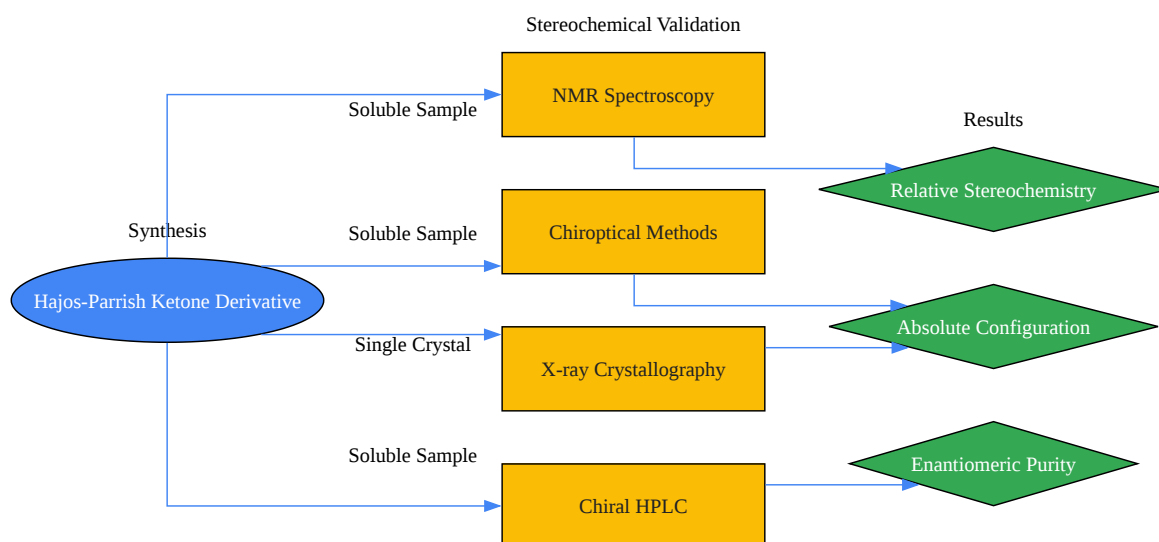 Stereochemical Validation
NMR Spectroscopy
Soluble Sample
Results
Relative Stereochemistry
Synthesis
Soluble Sample
Chiroptical Methods
Hajos-Parrish Ketone Derivative
Absolute Configuration
Single Crystal
X-ray Crystallography
Soluble Sample
Enantiomeric Purity
Chiral HPLC